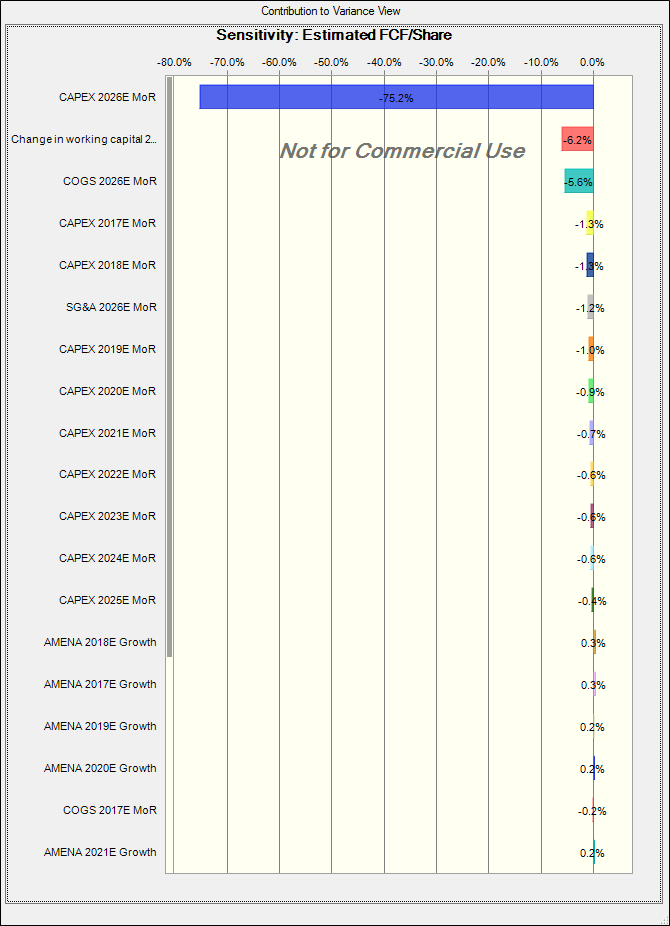 Contribution to Variance View
Sensitivity: Estimated FCF/Share
-80.0% -70.0% -60.0% -50.0% -40.0% -30.0% -20.0% -10.0% 0.0%
CAPEX 2026E MoR -75.2%
Change in working capital 2... -6.2%
Not for Commercial Use
COGS 2026E MoR -5.6%
CAPEX 2017E MoR -1.3%
CAPEX 2018E MoR -1.3%
SG&A 2026E MoR -1.2%
CAPEX 2019E MoR -1.0%
CAPEX 2020E MoR -0.9%
CAPEX 2021E MoR -0.7%
CAPEX 2022E MoR -0.6%
CAPEX 2023E MoR -0.6%
CAPEX 2024E MoR -0.6%
CAPEX 2025E MoR -0.4%
AMENA 2018E Growth 0.3%
AMENA 2017E Growth 0.3%
AMENA 2019E Growth 0.2%
AMENA 2020E Growth 0.2%
COGS 2017E MoR -0.2%
AMENA 2021E Growth 0.2%